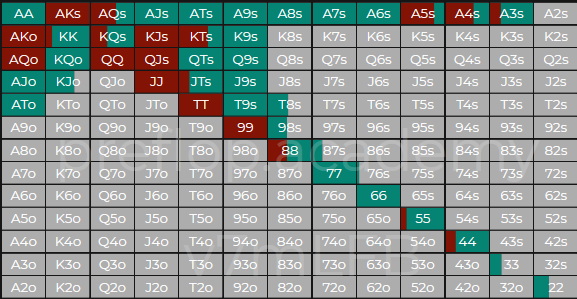 AA AKs AQs AJs ATs A9s A8s A7s A6s A5s A4s A3s A2s
AKo KK KQs KJs KTs K9s K8s K7s K6s K5s K4s K3s K2s
AQo KQo QQ QJs QTs Q9s Q8s Q7s Q6s Q5s Q4s Q3s Q2s
AJo KJo QJo JJ JTs J9s J8s J7s J6s J5s J4s J3s J2s
ATo KTo QTo JTo TT T9s T8s T7s T6s T5s T4s T3s T2s
A9o K9o Q9o J9o T9o 99 98s 97s 96s 95s 94s 93s 92s
A8o K8o Q8o J8o T8o 98o 88 87s 86s 85s 84s 83s 82s
preflop.academy
A7o K7o Q7o J7o T7o 97o 87o 77 76s 75s 74s 73s 72s
A6o K6o Q6o J6o T6o 96o 86o 76o 66 65s 64s 63s 62s
A5o K5o Q5o J5o T5o 95o 85o 75o 65o 55 54s 53s 52s
A4o K4o Q4o J4o T4o 94o 84o 74o 64o 54o 44 43s 42s
A3o K3o Q3o J3o T3o 93o 83o 73o 63o 53o 43o 33 32s
A2o K2o Q2o J2o T2o 92o 82o 72o 62o 52o 42o 32o 22